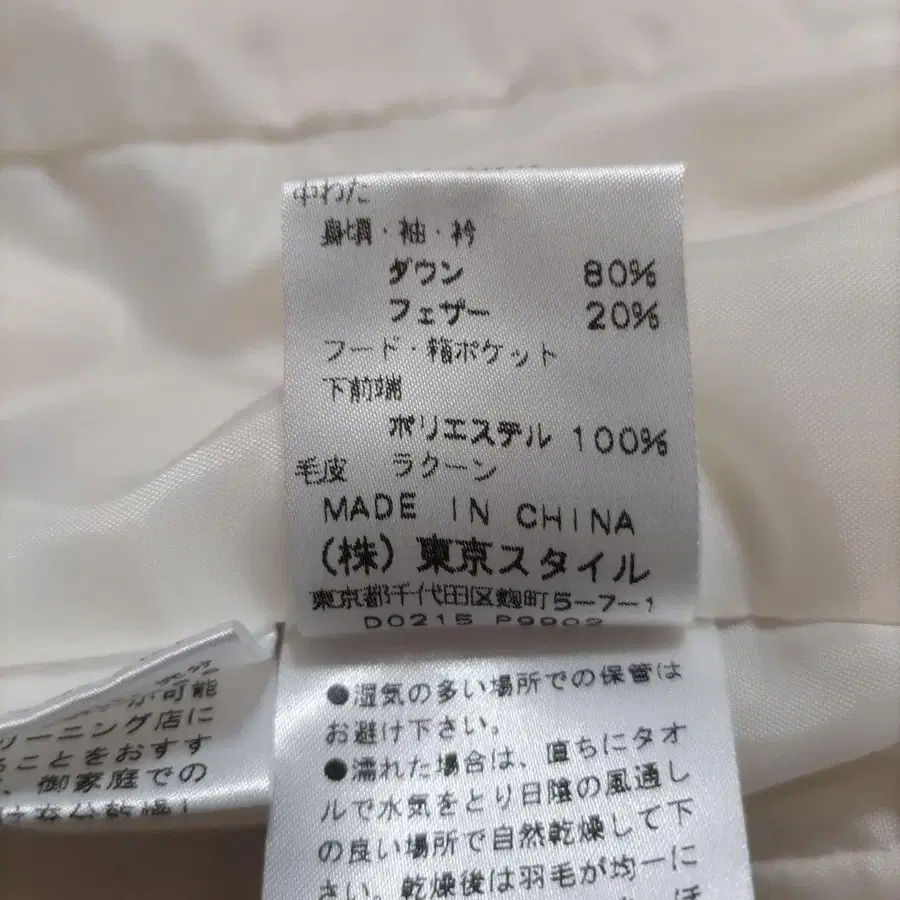 中わた
身頃・袖・衿
ダウン 80%
フェザー 20%
フード・箱ポケット
下前端
ポリエステル 100%
毛皮 ラクーン
MADE IN CHINA
(株)東京スタイル
東京都千代田区麹町5-7-1
D0215 P9902
●湿気の多い場所での保管は
お避け下さい。
●濡れた場合は、直ちにタオ
ルで水気をとり日陰の風通し
の良い場所で自然乾燥して下
さい。乾燥後は羽毛が均一に
が可能
リーニング店に
ることをおすす
、御家庭での